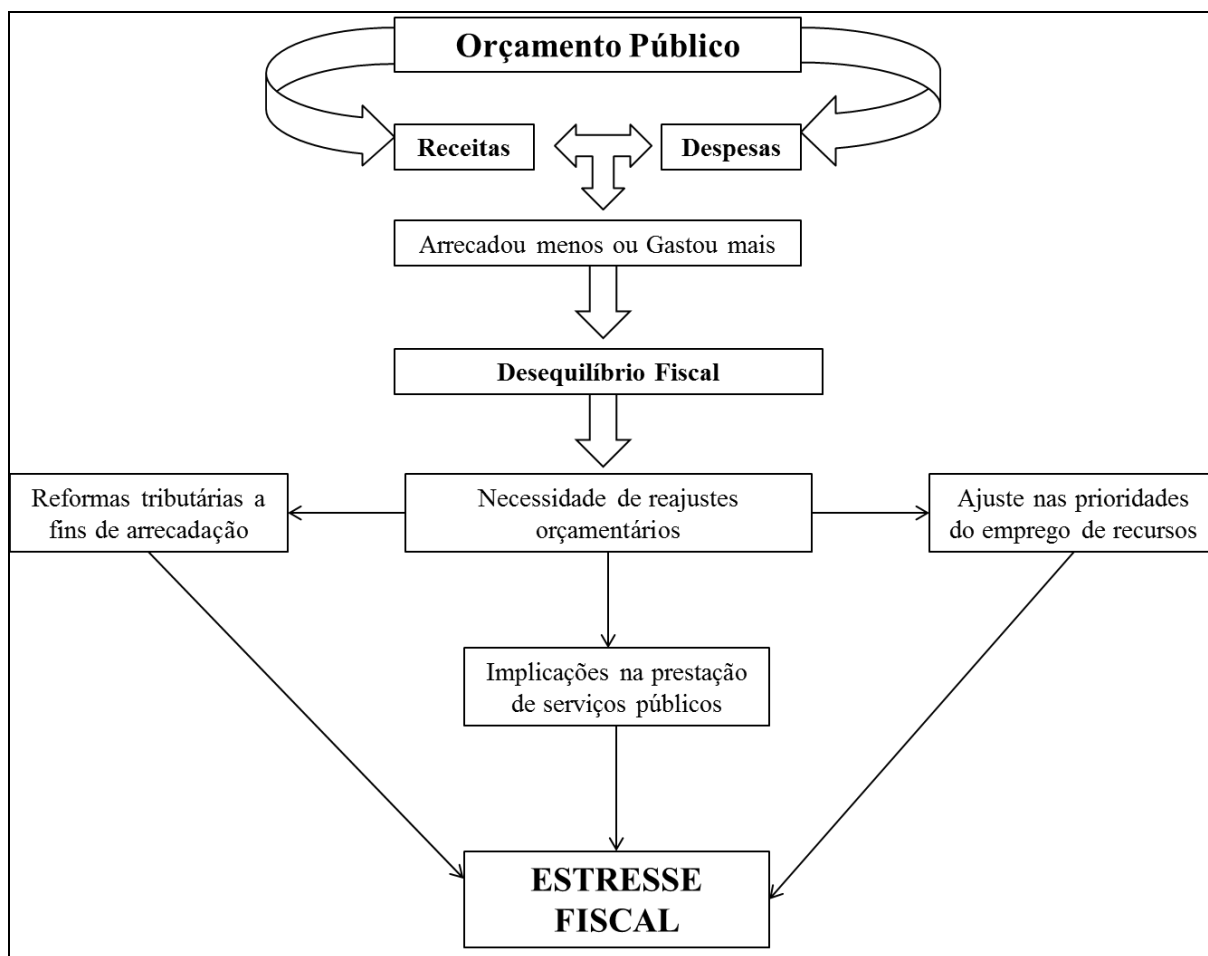 Orçamento Público
Receitas
Despesas
Arrecadou menos ou Gastou mais
Desequilíbrio Fiscal
Reformas tributárias a
fins de arrecadação
Necessidade de reajustes
orçamentários
Ajuste nas prioridades
do emprego de recursos
Implicações na prestação
de serviços públicos
ESTRESSE
FISCAL